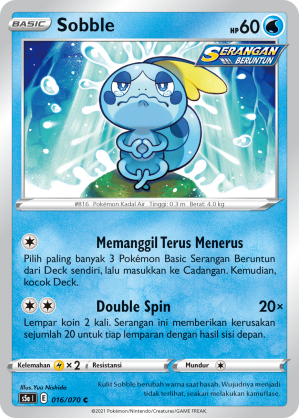 BASIC Sobble HP60
SERANGAN
BERUNTUN
#816 Pokémon Kadal Air Tinggi: 0.3 m Berat: 4.0 kg
Memanggil Terus Menerus
Pilih paling banyak 3 Pokémon Basic Serangan Beruntun
dari Deck sendiri, lalu masukkan ke Cadangan. Kemudian,
kocok Deck.
Double Spin 20×
Lempar koin 2 kali. Serangan ini memberikan kerusakan
sejumlah 20 untuk tiap lemparan dengan hasil sisi depan.
Kelemahan ×2 Resistansi Mundur
Illus. Yuu Nishida
s5a I E 016/070 C
Kulit Sobble berubah warna saat basah. Wujudnya menjadi
tidak terlihat, seakan melakukan kamuflase.
©2021 Pokémon/Nintendo/Creatures/GAME FREAK